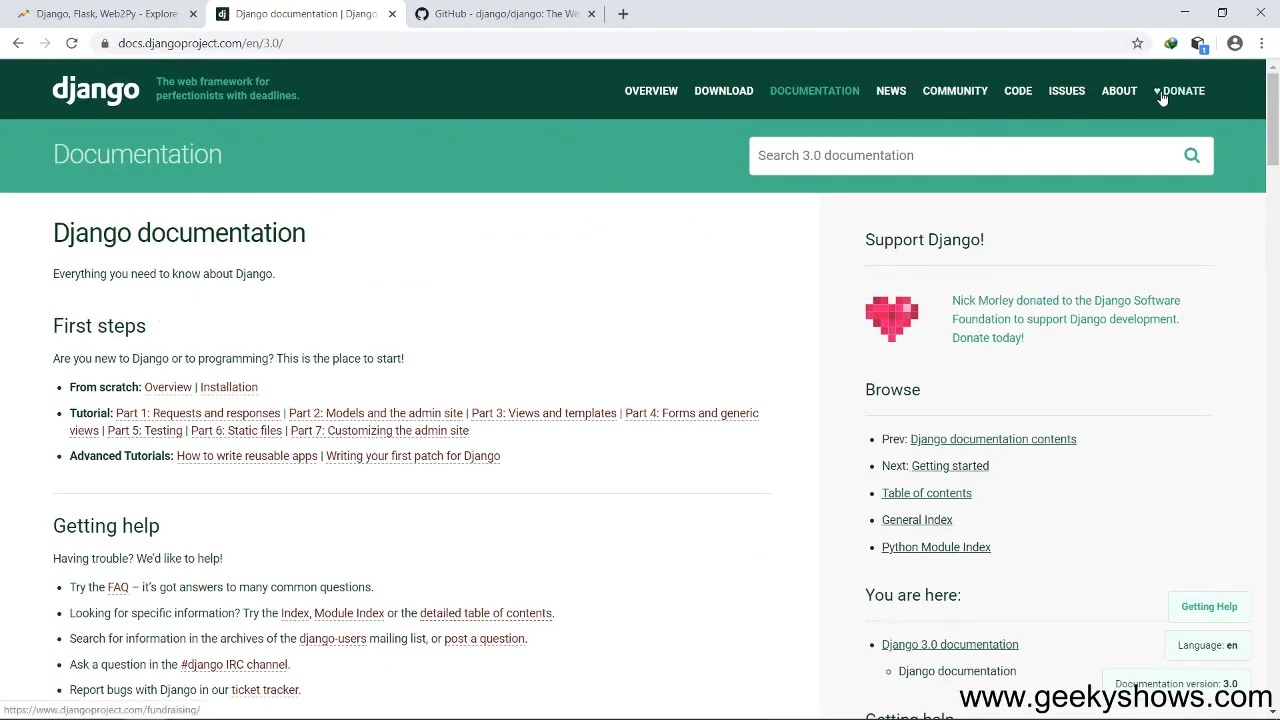 Django, Flask, Web2Py - Explore
Django documentation | Django
GitHub - django/django: The We
docs.djangoproject.com/en/3.0/
1
django
The web framework for
perfectionists with deadlines.
OVERVIEW DOWNLOAD DOCUMENTATION NEWS COMMUNITY CODE ISSUES ABOUT ♥ DONATE
Documentation
Search 3.0 documentation
Django documentation
Everything you need to know about Django.
First steps
Are you new to Django or to programming? This is the place to start!
• From scratch: Overview | Installation
• Tutorial: Part 1: Requests and responses | Part 2: Models and the admin site | Part 3: Views and templates | Part 4: Forms and generic
views | Part 5: Testing | Part 6: Static files | Part 7: Customizing the admin site
• Advanced Tutorials: How to write reusable apps | Writing your first patch for Django
Getting help
Having trouble? We'd like to help!
• Try the FAQ – it's got answers to many common questions.
• Looking for specific information? Try the Index, Module Index or the detailed table of contents.
• Search for information in the archives of the django-users mailing list, or post a question.
• Ask a question in the #django IRC channel.
• Report bugs with Django in our ticket tracker.
https://www.djangoproject.com/fundraising/
Support Django!
Nick Morley donated to the Django Software
Foundation to support Django development.
Donate today!
Browse
• Prev: Django documentation contents
• Next: Getting started
• Table of contents
• General Index
• Python Module Index
You are here:
• Django 3.0 documentation
◦ Django documentation
Getting help
Getting Help
Language: en
Documentation version: 3.0
www.geekyshows.com